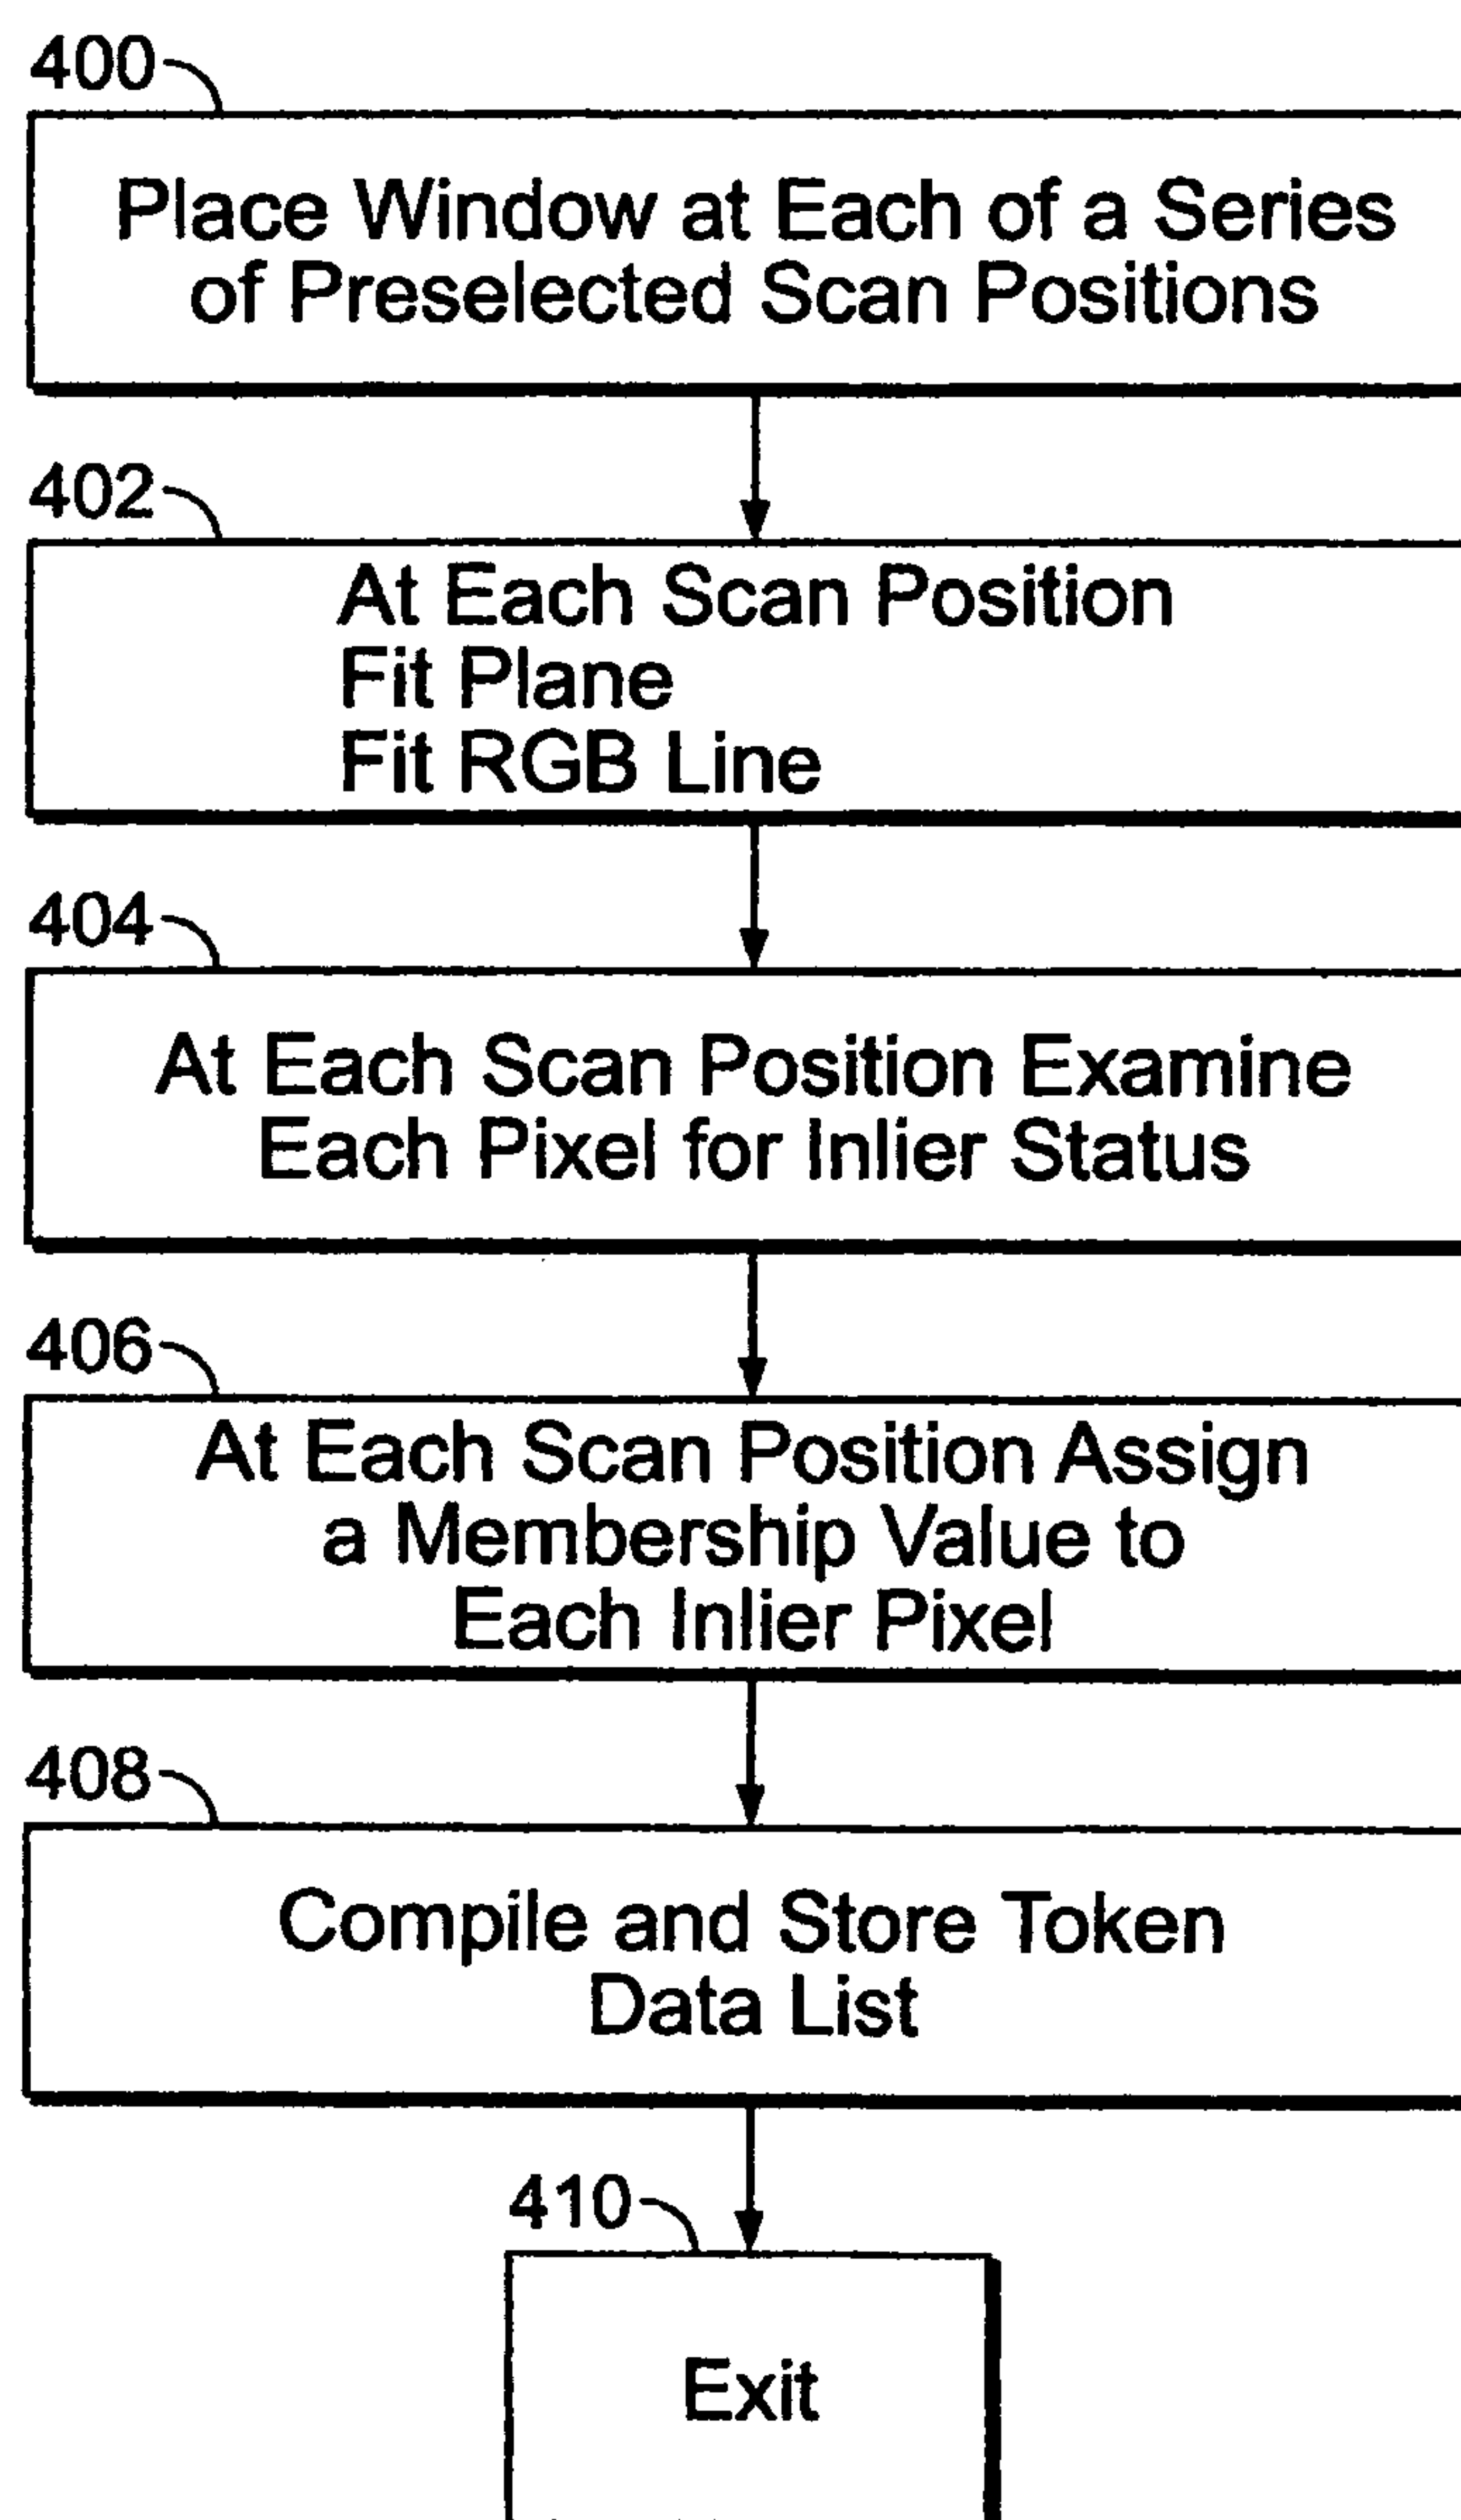 400
Place Window at Each of a Series
of Preselected Scan Positions
402
At Each Scan Position
Fit Plane
Fit RGB Line
404
At Each Scan Position Examine
Each Pixel for Inlier Status
406
At Each Scan Position Assign
a Membership Value to
Each Inlier Pixel
408
Compile and Store Token
Data List
410
Exit